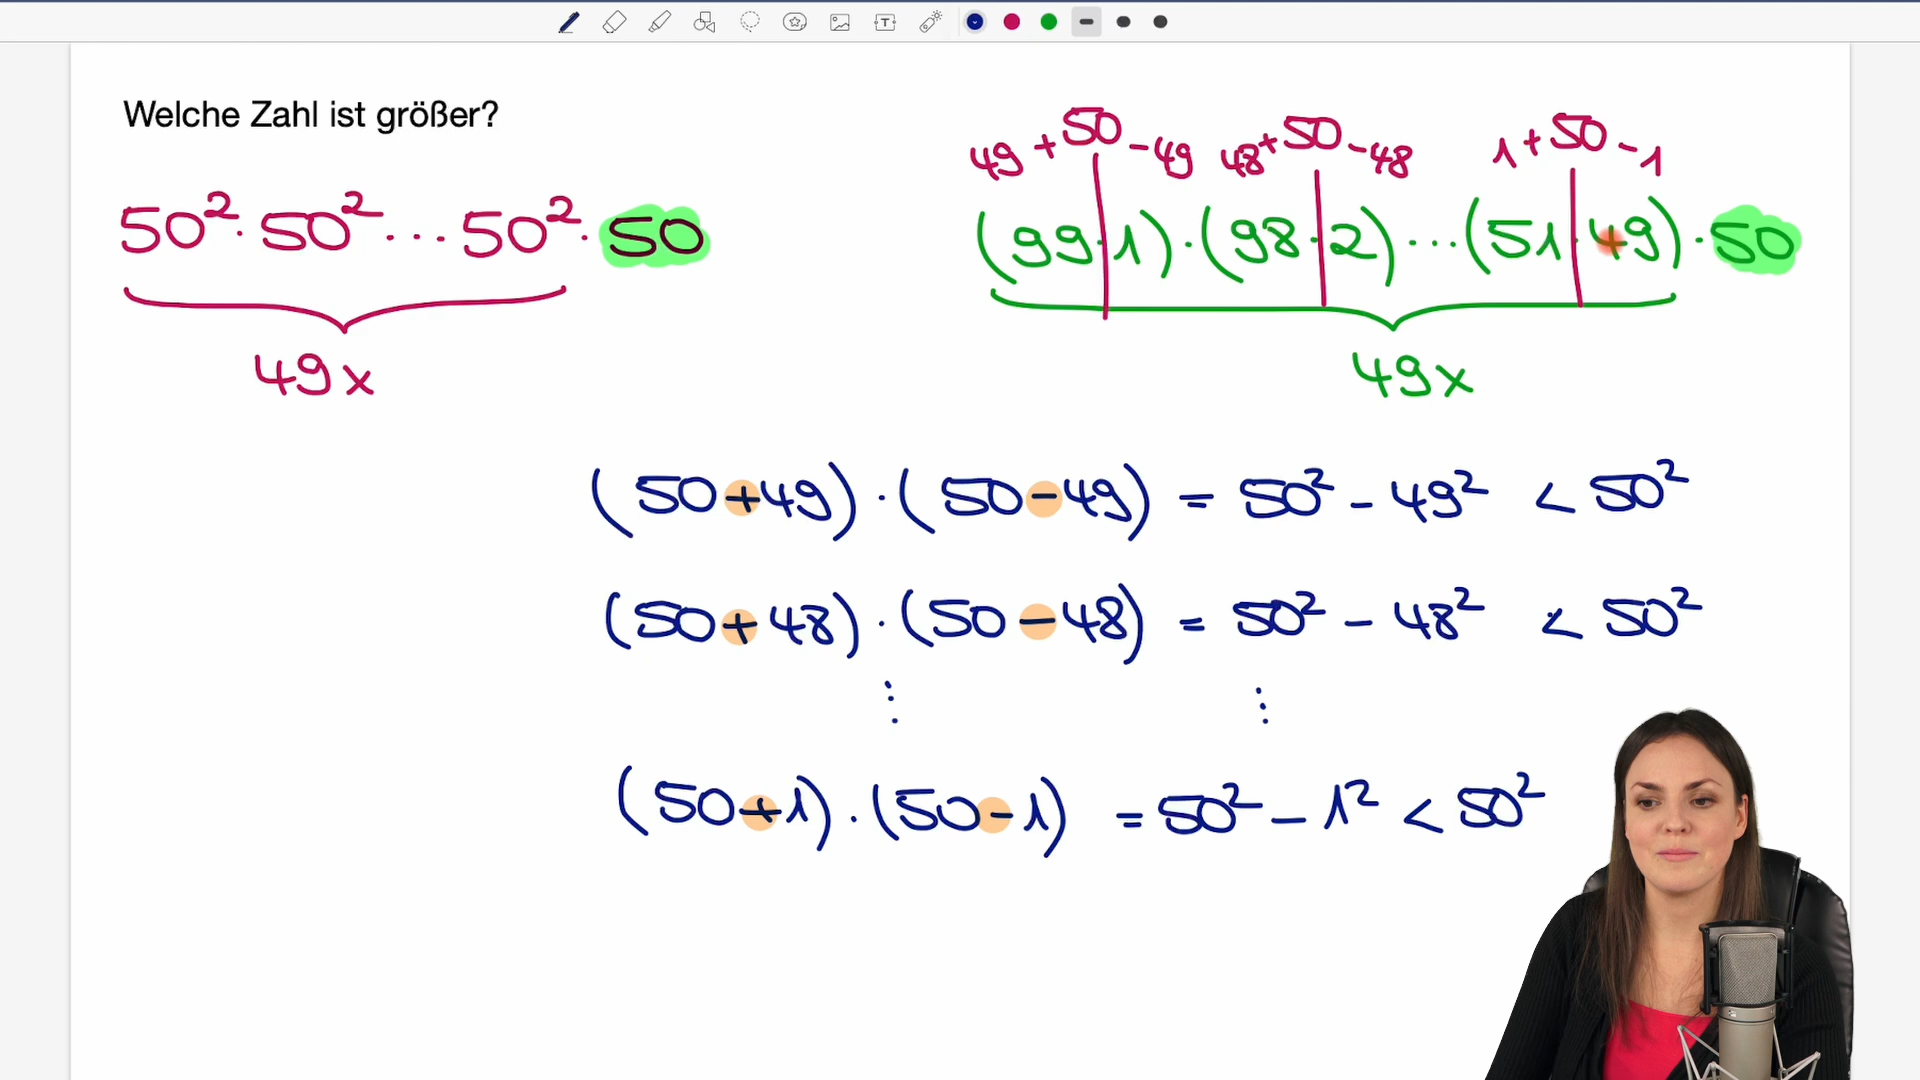 Welche Zahl ist größer?
50²·50²·...50²·50
49x
49+50-49 48+50-48 1+50-1
(99·1)·(98·2)·...(51·49)·50
49x
(50+49)·(50-49) = 50²-49² < 50²
(50+48)·(50-48) = 50²-48² < 50²
⋮ ⋮
(50+1)·(50-1) = 50²-1² < 50²